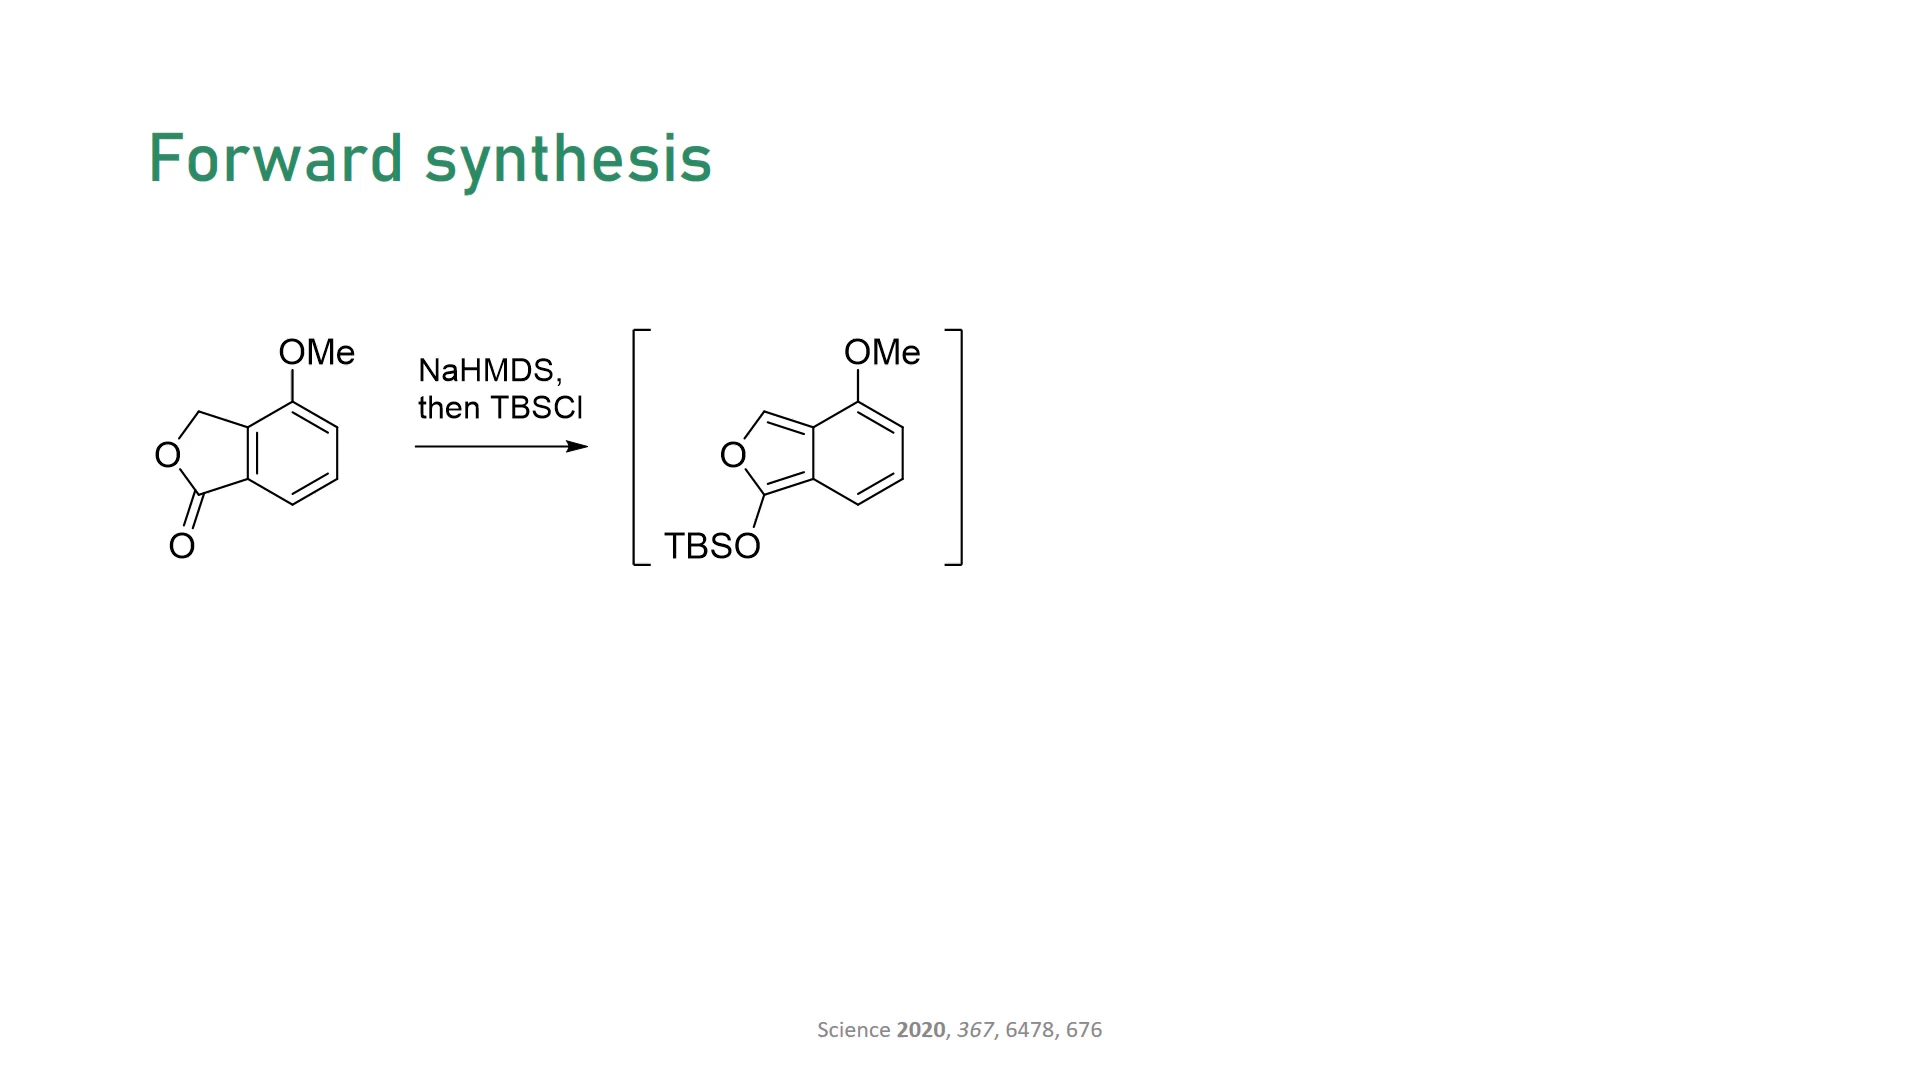 Forward synthesis
OMe
O
O
NaHMDS,
then TBSCl
OMe
O
TBSO
Science 2020, 367, 6478, 676